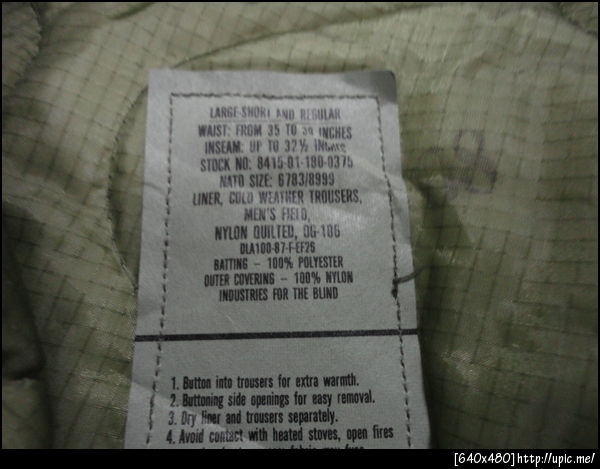 LARGE-SHORT AND REGULAR
WAIST: FROM 35 TO 38 INCHES
INSEAM: UP TO 32½ INCHES
STOCK NO: 8415-01-180-0375
NATO SIZE: 6783/8999
LINER, COLD WEATHER TROUSERS,
MEN'S FIELD,
NYLON QUILTED, OG-106
DLA100-87-F-EF26
BATTING - 100% POLYESTER
OUTER COVERING - 100% NYLON
INDUSTRIES FOR THE BLIND
1. Button into trousers for extra warmth.
2. Buttoning side openings for easy removal.
3. Dry liner and trousers separately.
4. Avoid contact with heated stoves, open fires
[640x480]http://upic.me/